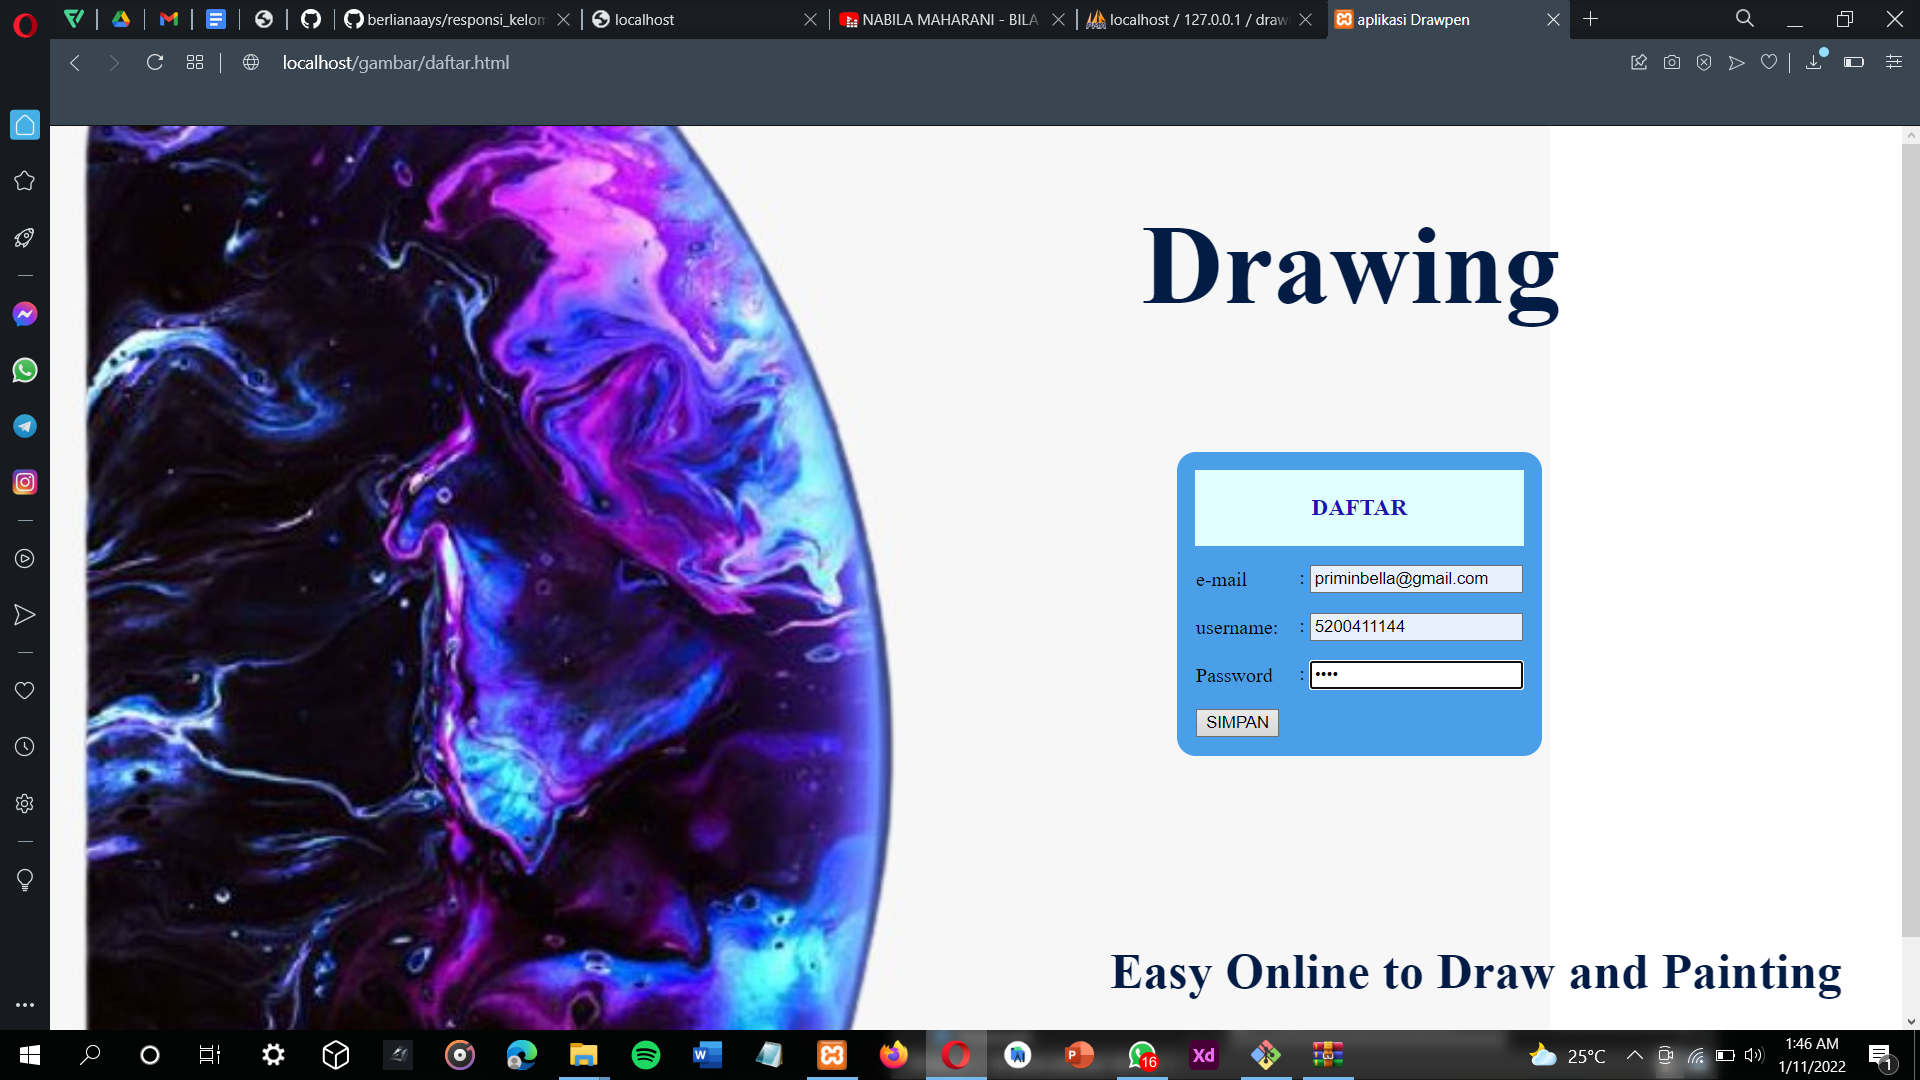 berlianaays/responsi_kelom
localhost
NABILA MAHARANI - BILA
localhost / 127.0.0.1 / draw
aplikasi Drawpen
localhost/gambar/daftar.html
Drawing
DAFTAR
e-mail : priminbella@gmail.com
username: : 5200411144
Password : ••••
SIMPAN
Easy Online to Draw and Painting
16
Xd
25°C
1:46 AM
1/11/2022
1